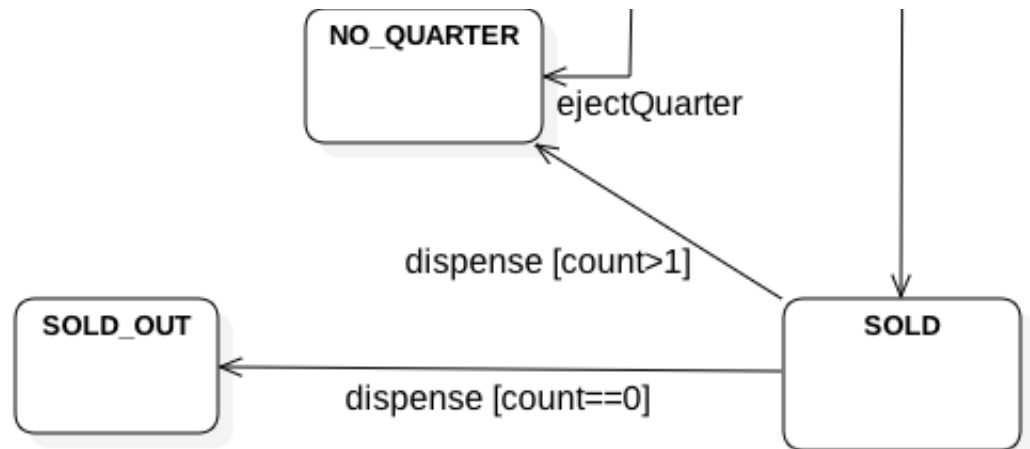 NO_QUARTER
ejectQuarter
dispense [count>1]
SOLD_OUT
SOLD
dispense [count==0]